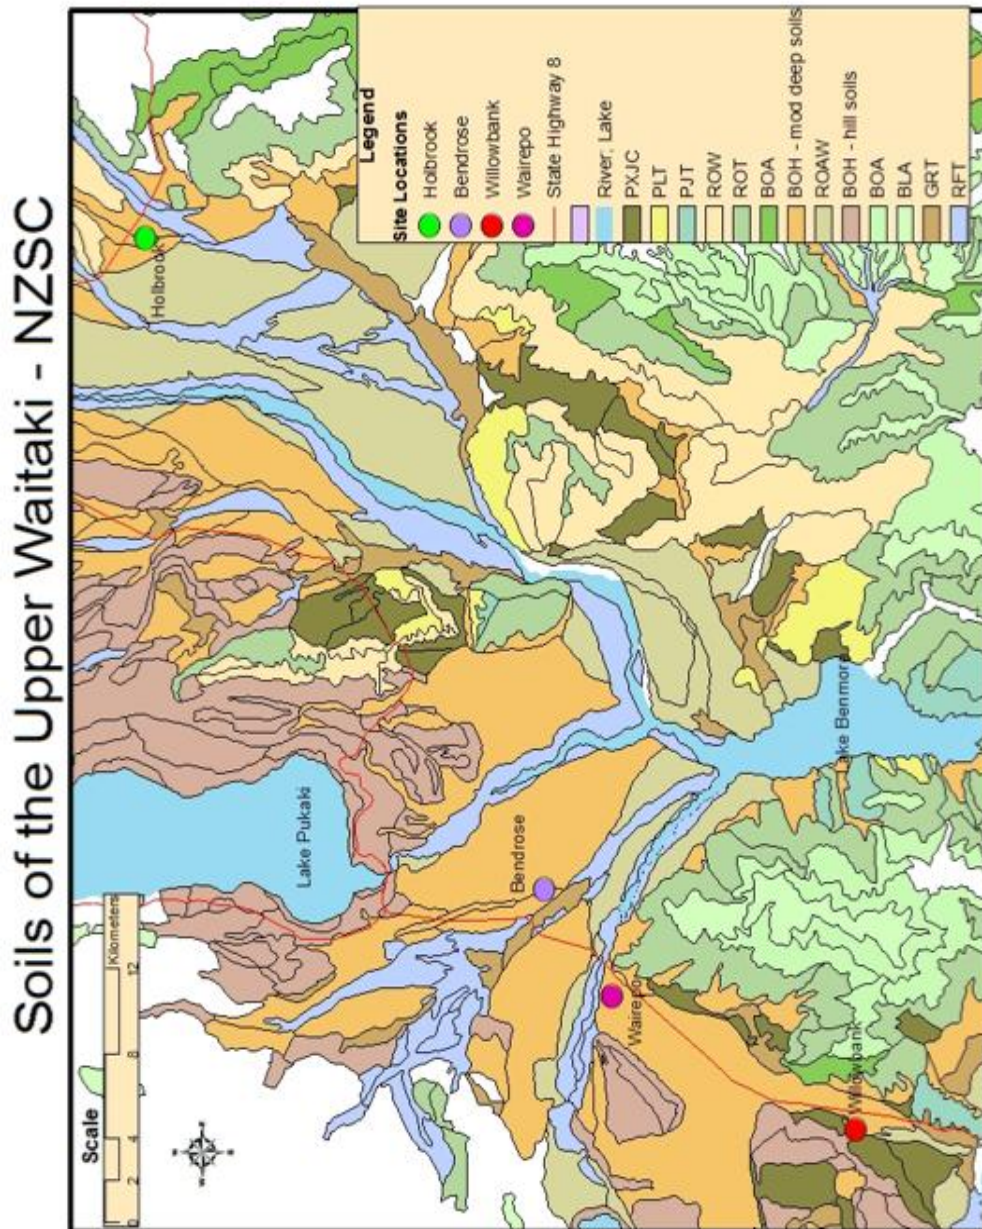 Soils of the Upper Waitaki - NZSC
Legend
Site Locations
Holbrook
Bendrose
Willowbank
Wairepo
State Highway 8
River: Lake
PXJC
PLT
PJT
ROW
ROT
BOA
BOH - mod deep soils
ROAW
BOH - hill soils
BOA
BLA
GRT
RFT
Holbrook
Lake Pukaki
Bendrose
Lake Benmore
Wairepo
Willowbank
Scale
Kilometers
0 2 4 8 12